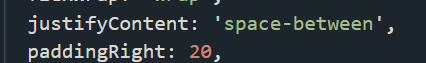 justifyContent: 'space-between',
paddingRight: 20,